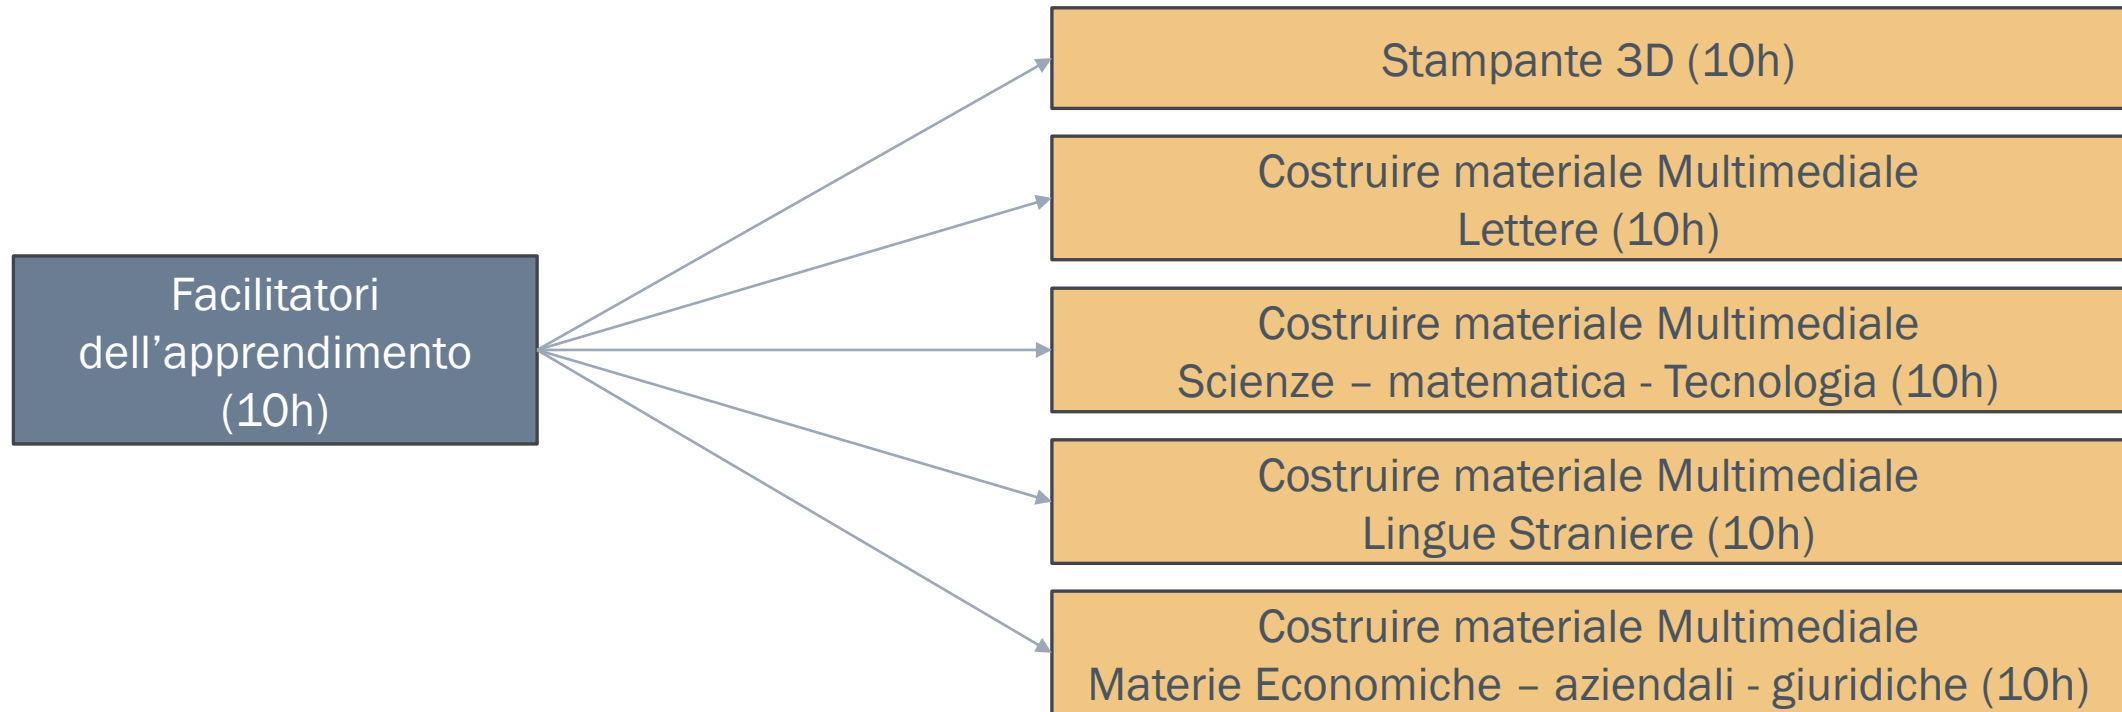 Facilitatori
dell’apprendimento
(10h)
Stampante 3D (10h)
Costruire materiale Multimediale
Lettere (10h)
Costruire materiale Multimediale
Scienze – matematica - Tecnologia (10h)
Costruire materiale Multimediale
Lingue Straniere (10h)
Costruire materiale Multimediale
Materie Economiche – aziendali - giuridiche (10h)